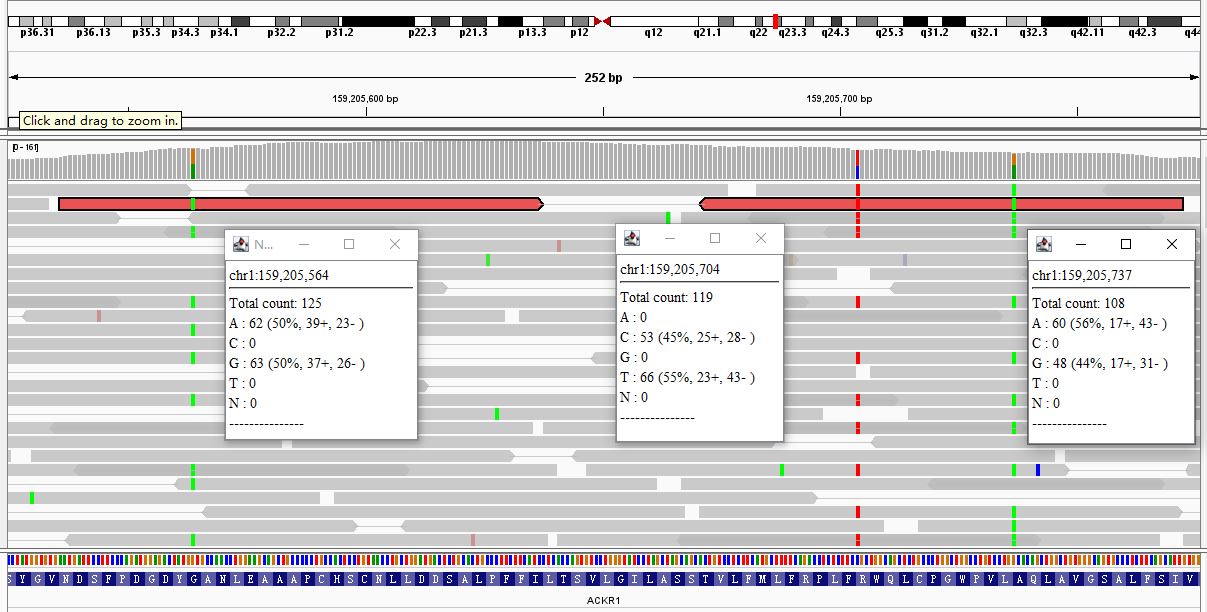 p36.31 p36.13 p35.3 p34.3 p34.1 p32.2 p31.2 p22.3 p21.3 p13.3 p12 q12 q21.1 q22 q23.3 q24.3 q25.3 q31.2 q32.1 q32.3 q42.11 q42.3 q44
252 bp
159,205,600 bp 159,205,700 bp
Click and drag to zoom in.
[0 - 161]
N...
chr1:159,205,564
Total count: 125
A : 62 (50%, 39+, 23- )
C : 0
G : 63 (50%, 37+, 26- )
T : 0
N : 0
---------------
chr1:159,205,704
Total count: 119
A : 0
C : 53 (45%, 25+, 28- )
G : 0
T : 66 (55%, 23+, 43- )
N : 0
---------------
chr1:159,205,737
Total count: 108
A : 60 (56%, 17+, 43- )
C : 0
G : 48 (44%, 17+, 31- )
T : 0
N : 0
---------------
S Y G V N D S F P D G D Y G A N L E A A A P C H S C N L L D D S A L P F F I L T S V L G I L A S S T V L F M L F R P L F R W Q L C P G W P V L A Q L A V G S A L F S I V
ACKR1